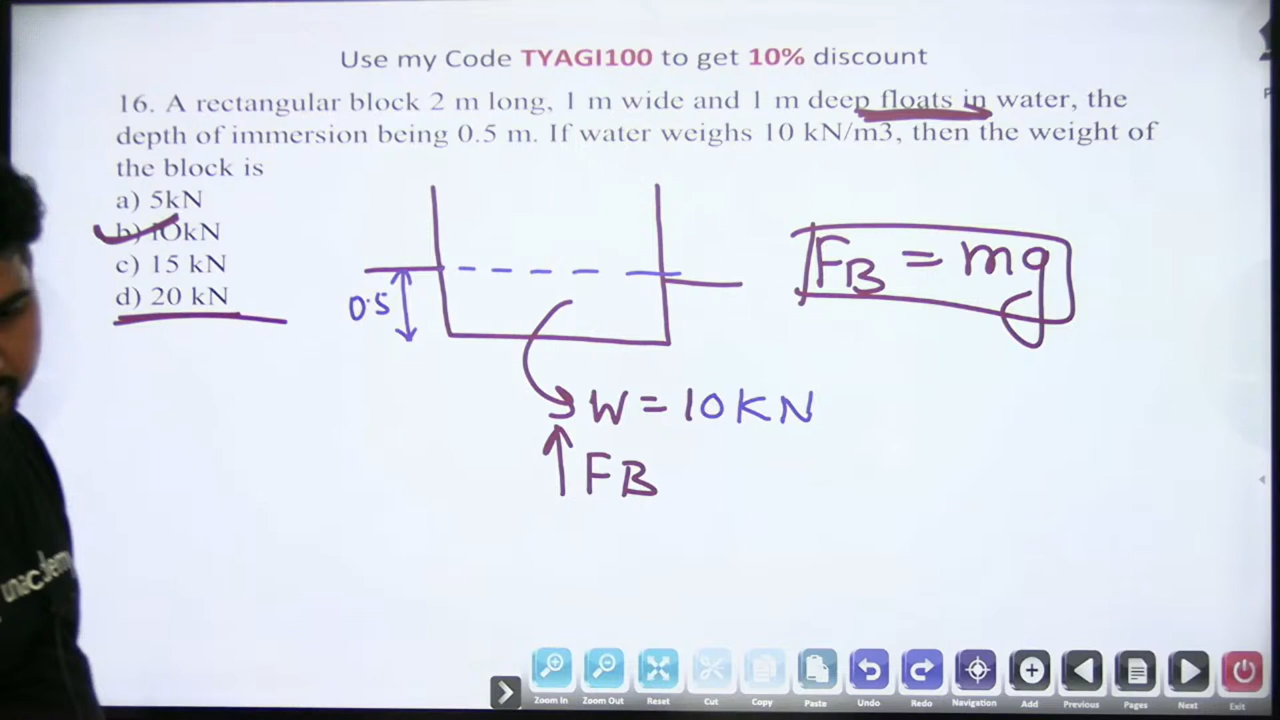 Use my Code TYAGI100 to get 10% discount
16. A rectangular block 2 m long, 1 m wide and 1 m deep floats in water, the
depth of immersion being 0.5 m. If water weighs 10 kN/m3, then the weight of
the block is
a) 5kN
b) 10kN
c) 15 kN
d) 20 kN
FB = mg
0.5
W = 10KN
FB
Zoom In Zoom Out Reset Cut Copy Paste Undo Redo Navigation Add Previous Pages Next Exit